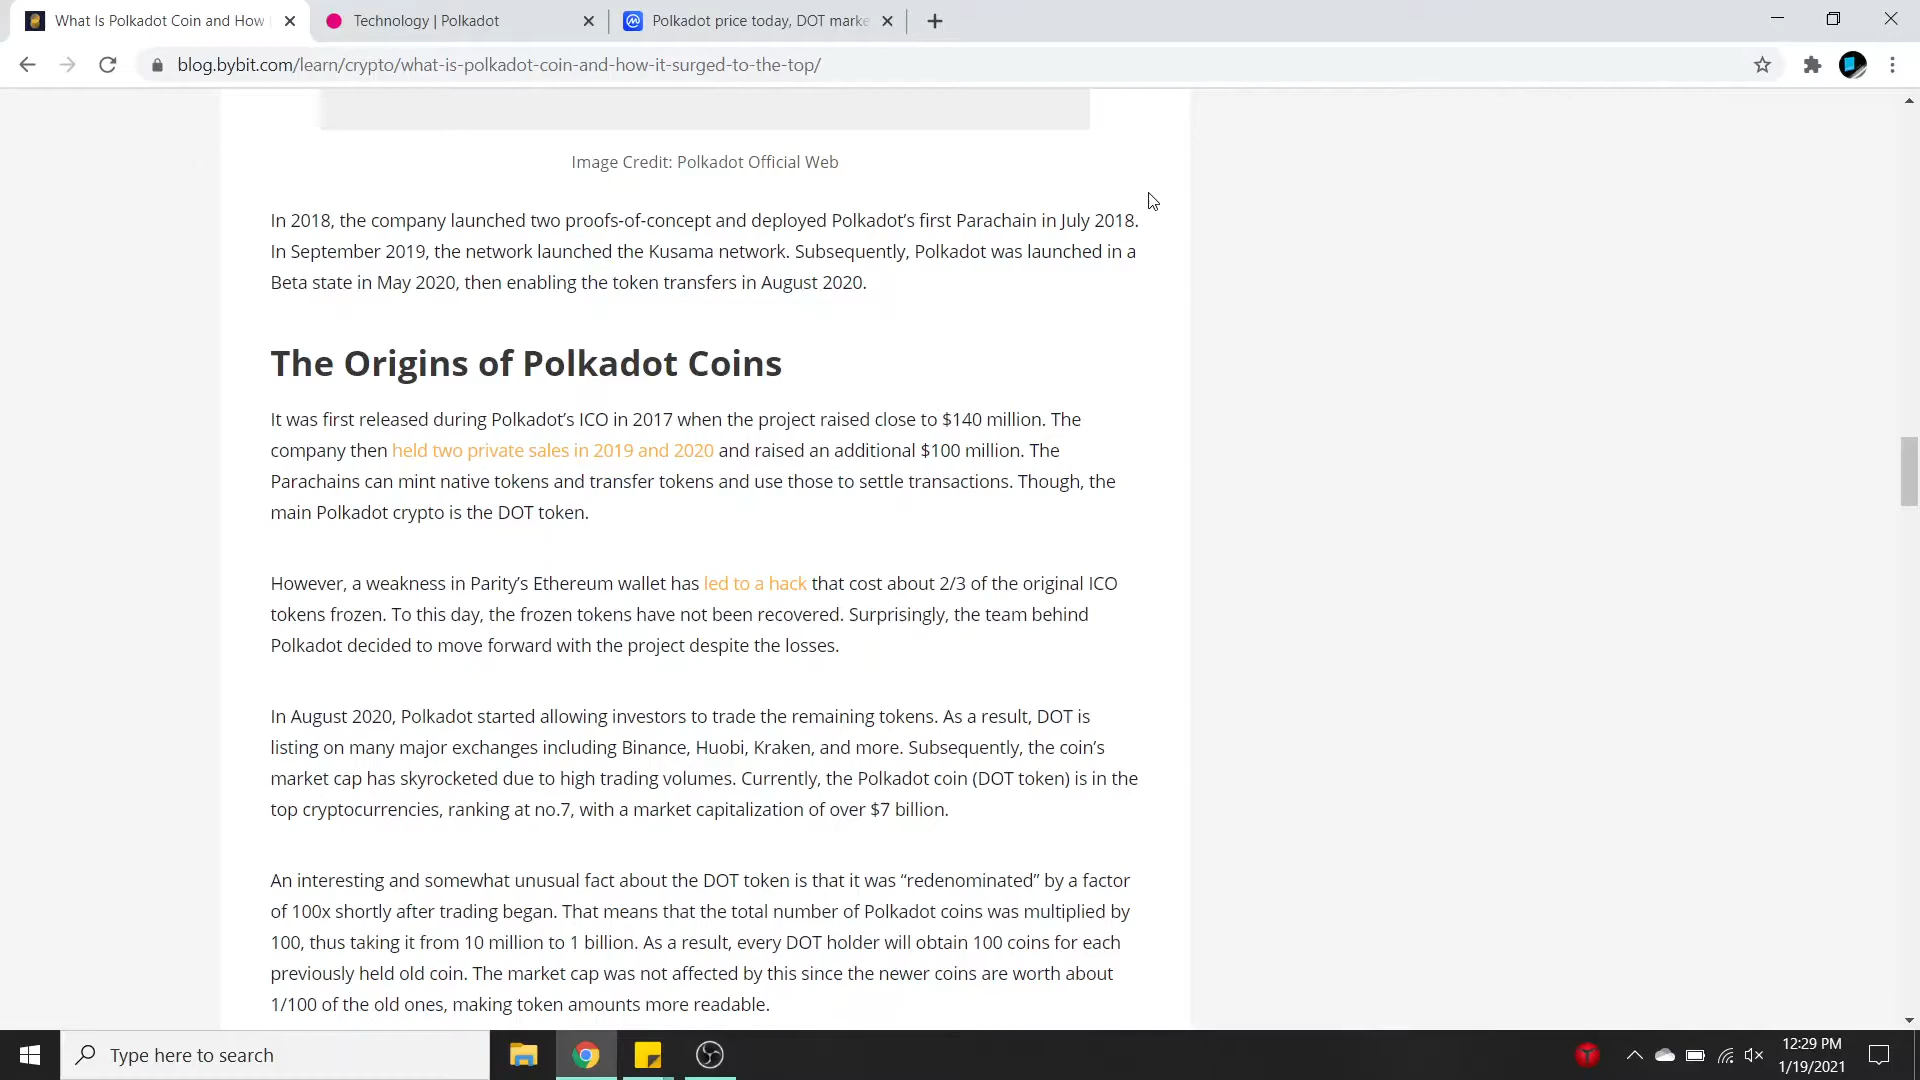 What Is Polkadot Coin and How
Technology | Polkadot
Polkadot price today, DOT marke
blog.bybit.com/learn/crypto/what-is-polkadot-coin-and-how-it-surged-to-the-top/
Image Credit: Polkadot Official Web
In 2018, the company launched two proofs-of-concept and deployed Polkadot’s first Parachain in July 2018.
In September 2019, the network launched the Kusama network. Subsequently, Polkadot was launched in a
Beta state in May 2020, then enabling the token transfers in August 2020.
The Origins of Polkadot Coins
It was first released during Polkadot’s ICO in 2017 when the project raised close to $140 million. The
company then held two private sales in 2019 and 2020 and raised an additional $100 million. The
Parachains can mint native tokens and transfer tokens and use those to settle transactions. Though, the
main Polkadot crypto is the DOT token.
However, a weakness in Parity’s Ethereum wallet has led to a hack that cost about 2/3 of the original ICO
tokens frozen. To this day, the frozen tokens have not been recovered. Surprisingly, the team behind
Polkadot decided to move forward with the project despite the losses.
In August 2020, Polkadot started allowing investors to trade the remaining tokens. As a result, DOT is
listing on many major exchanges including Binance, Huobi, Kraken, and more. Subsequently, the coin’s
market cap has skyrocketed due to high trading volumes. Currently, the Polkadot coin (DOT token) is in the
top cryptocurrencies, ranking at no.7, with a market capitalization of over $7 billion.
An interesting and somewhat unusual fact about the DOT token is that it was “redenominated” by a factor
of 100x shortly after trading began. That means that the total number of Polkadot coins was multiplied by
100, thus taking it from 10 million to 1 billion. As a result, every DOT holder will obtain 100 coins for each
previously held old coin. The market cap was not affected by this since the newer coins are worth about
1/100 of the old ones, making token amounts more readable.
Type here to search
12:29 PM
1/19/2021